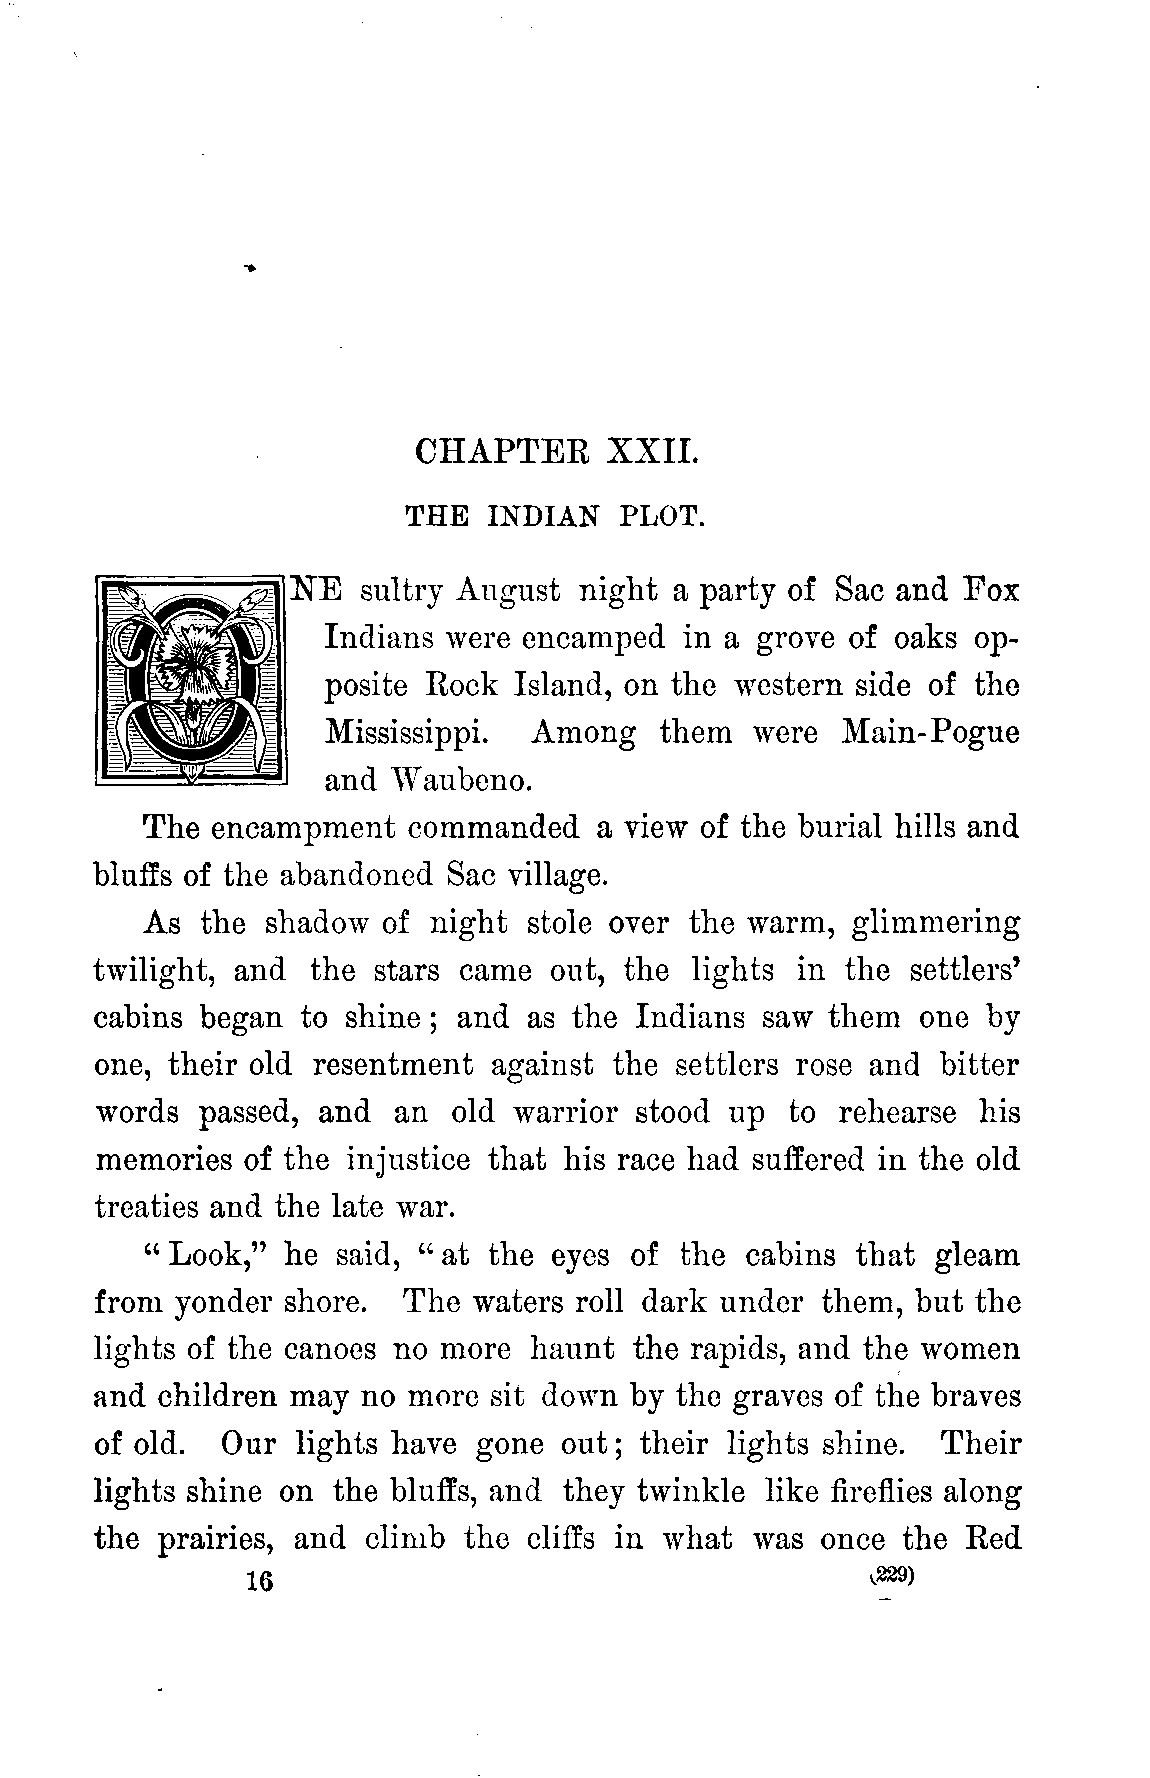 CHAPTER XXII.
THE INDIAN PLOT.
ONE sultry August night a party of Sac and Fox
Indians were encamped in a grove of oaks op-
posite Rock Island, on the western side of the
Mississippi. Among them were Main-Pogue
and Waubeno.
The encampment commanded a view of the burial hills and
bluffs of the abandoned Sac village.
As the shadow of night stole over the warm, glimmering
twilight, and the stars came out, the lights in the settlers'
cabins began to shine; and as the Indians saw them one by
one, their old resentment against the settlers rose and bitter
words passed, and an old warrior stood up to rehearse his
memories of the injustice that his race had suffered in the old
treaties and the late war.
"Look," he said, "at the eyes of the cabins that gleam
from yonder shore. The waters roll dark under them, but the
lights of the canoes no more haunt the rapids, and the women
and children may no more sit down by the graves of the braves
of old. Our lights have gone out; their lights shine. Their
lights shine on the bluffs, and they twinkle like fireflies along
the prairies, and climb the cliffs in what was once the Red
16 (229)